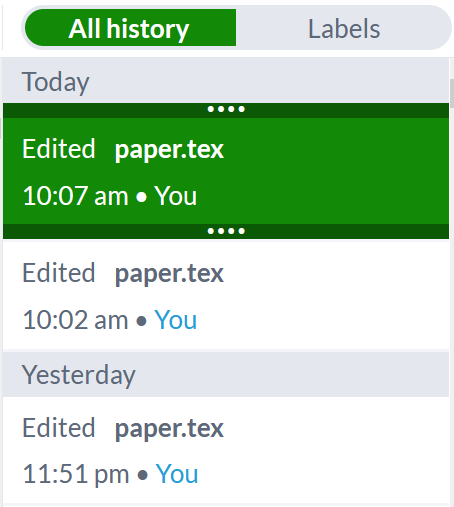 All history Labels
Today
Edited paper.tex
10:07 am • You
Edited paper.tex
10:02 am • You
Yesterday
Edited paper.tex
11:51 pm • You